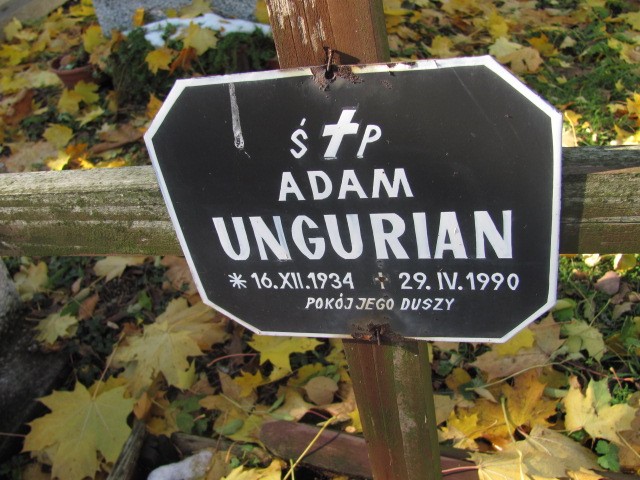 Ś✝P
ADAM
UNGURIAN
* 16.XII.1934 ✝ 29.IV.1990
POKÓJ JEGO DUSZY